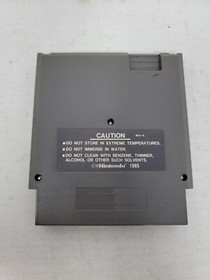 CAUTION
● DO NOT STORE IN EXTREME TEMPERATURES.
● DO NOT IMMERSE IN WATER.
● DO NOT CLEAN WITH BENZENE, THINNER,
ALCOHOL OR OTHER SUCH SOLVENTS.
Nintendo 1985